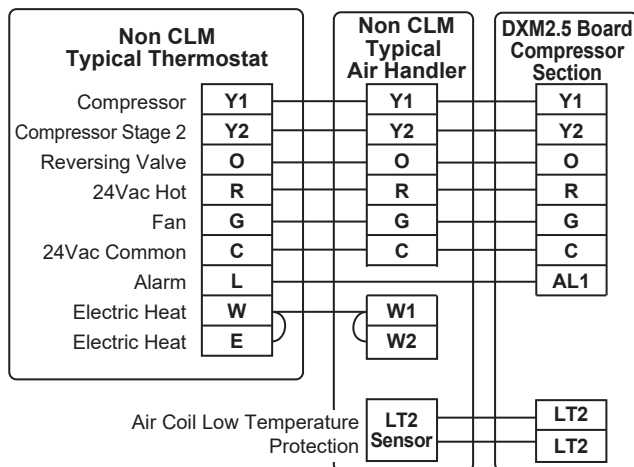 Non CLM
Typical Thermostat
Non CLM
Typical
Air Handler
DXM2.5 Board
Compressor
Section
Compressor Y1 Y1 Y1
Compressor Stage 2 Y2 Y2 Y2
Reversing Valve O O O
24Vac Hot R R R
Fan G G G
24Vac Common C C C
Alarm L AL1
Electric Heat W W1
Electric Heat E W2
Air Coil Low Temperature
Protection
LT2
Sensor
LT2
LT2